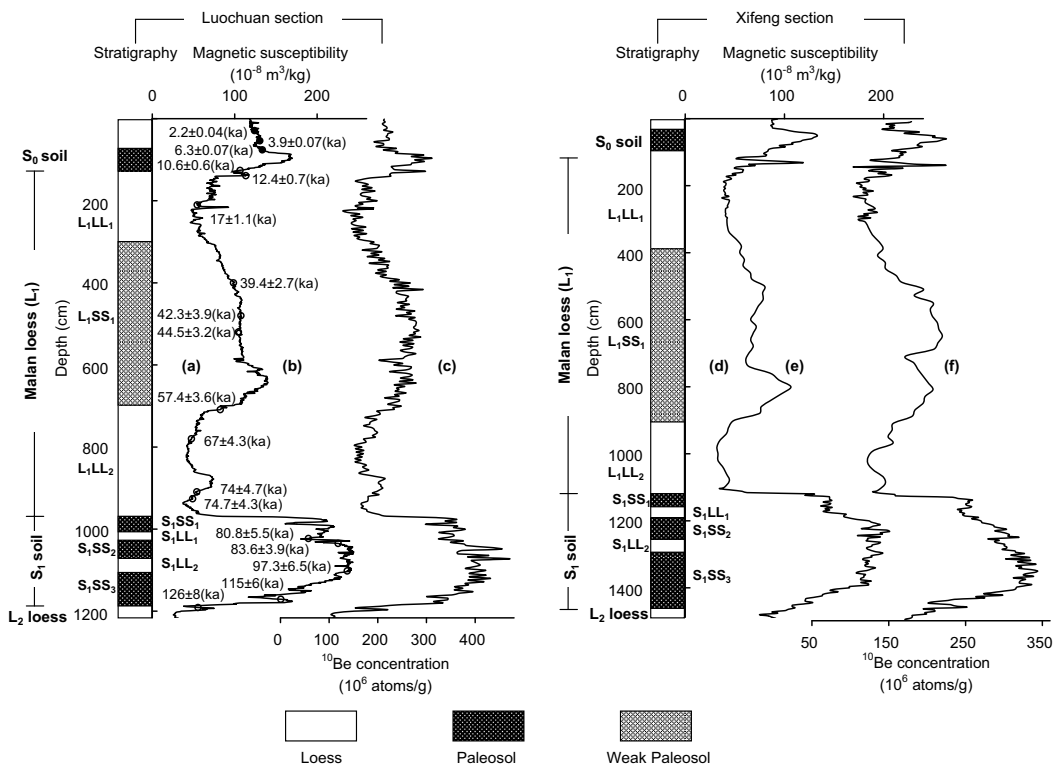 Luochuan section
Stratigraphy Magnetic susceptibility
(10⁻⁸ m³/kg)
0 100 200
S₀ soil
Malan loess (L₁)
S₁ soil
L₂ loess
L₁LL₁
L₁SS₁
L₁LL₂
S₁SS₂
S₁SS₃
Depth (cm)
200
400
600
800
1000
1200
2.2±0.04(ka)
3.9±0.07(ka)
6.3±0.07(ka)
10.6±0.6(ka)
12.4±0.7(ka)
17±1.1(ka)
39.4±2.7(ka)
42.3±3.9(ka)
44.5±3.2(ka)
(a) (b) (c)
57.4±3.6(ka)
67±4.3(ka)
74±4.7(ka)
74.7±4.3(ka)
S₁SS₁
S₁LL₁
80.8±5.5(ka)
83.6±3.9(ka)
S₁LL₂
97.3±6.5(ka)
115±6(ka)
126±8(ka)
0 100 200 300 400
¹⁰Be concentration
(10⁶ atoms/g)
Xifeng section
Stratigraphy Magnetic susceptibility
(10⁻⁸ m³/kg)
0 100 200
S₀ soil
Malan loess (L₁)
S₁ soil
L₂ loess
L₁LL₁
L₁SS₁
L₁LL₂
S₁LL₂
Depth (cm)
200
400
600
800
1000
1200
1400
(d) (e) (f)
S₁SS₁
S₁LL₁
S₁SS₂
S₁SS₃
50 150 250 350
¹⁰Be concentration
(10⁶ atoms/g)
Loess Paleosol Weak Paleosol